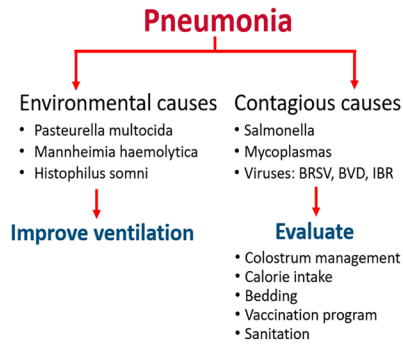 Pneumonia
Environmental causes
• Pasteurella multocida
• Mannheimia haemolytica
• Histophilus somni
Improve ventilation
Contagious causes
• Salmonella
• Mycoplasmas
• Viruses: BRSV, BVD, IBR
Evaluate
• Colostrum management
• Calorie intake
• Bedding
• Vaccination program
• Sanitation